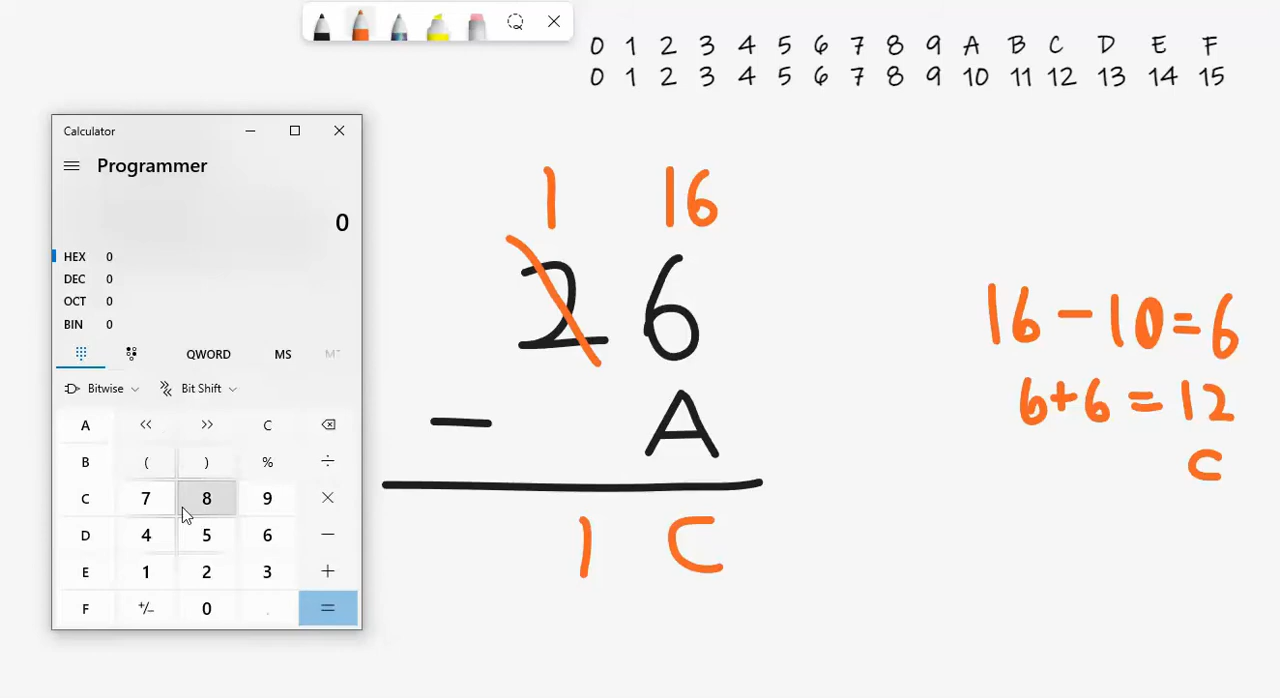 0 1 2 3 4 5 6 7 8 9 A B C D E F
0 1 2 3 4 5 6 7 8 9 10 11 12 13 14 15
Calculator
Programmer
0
HEX 0
DEC 0
OCT 0
BIN 0
QWORD MS M˅
Bitwise Bit Shift
A << >> C
B ( ) % ÷
C 7 8 9 ×
D 4 5 6 −
E 1 2 3 +
F +/- 0 . =
1 16
2 6
− A
1 C
16 − 10 = 6
6 + 6 = 12
C